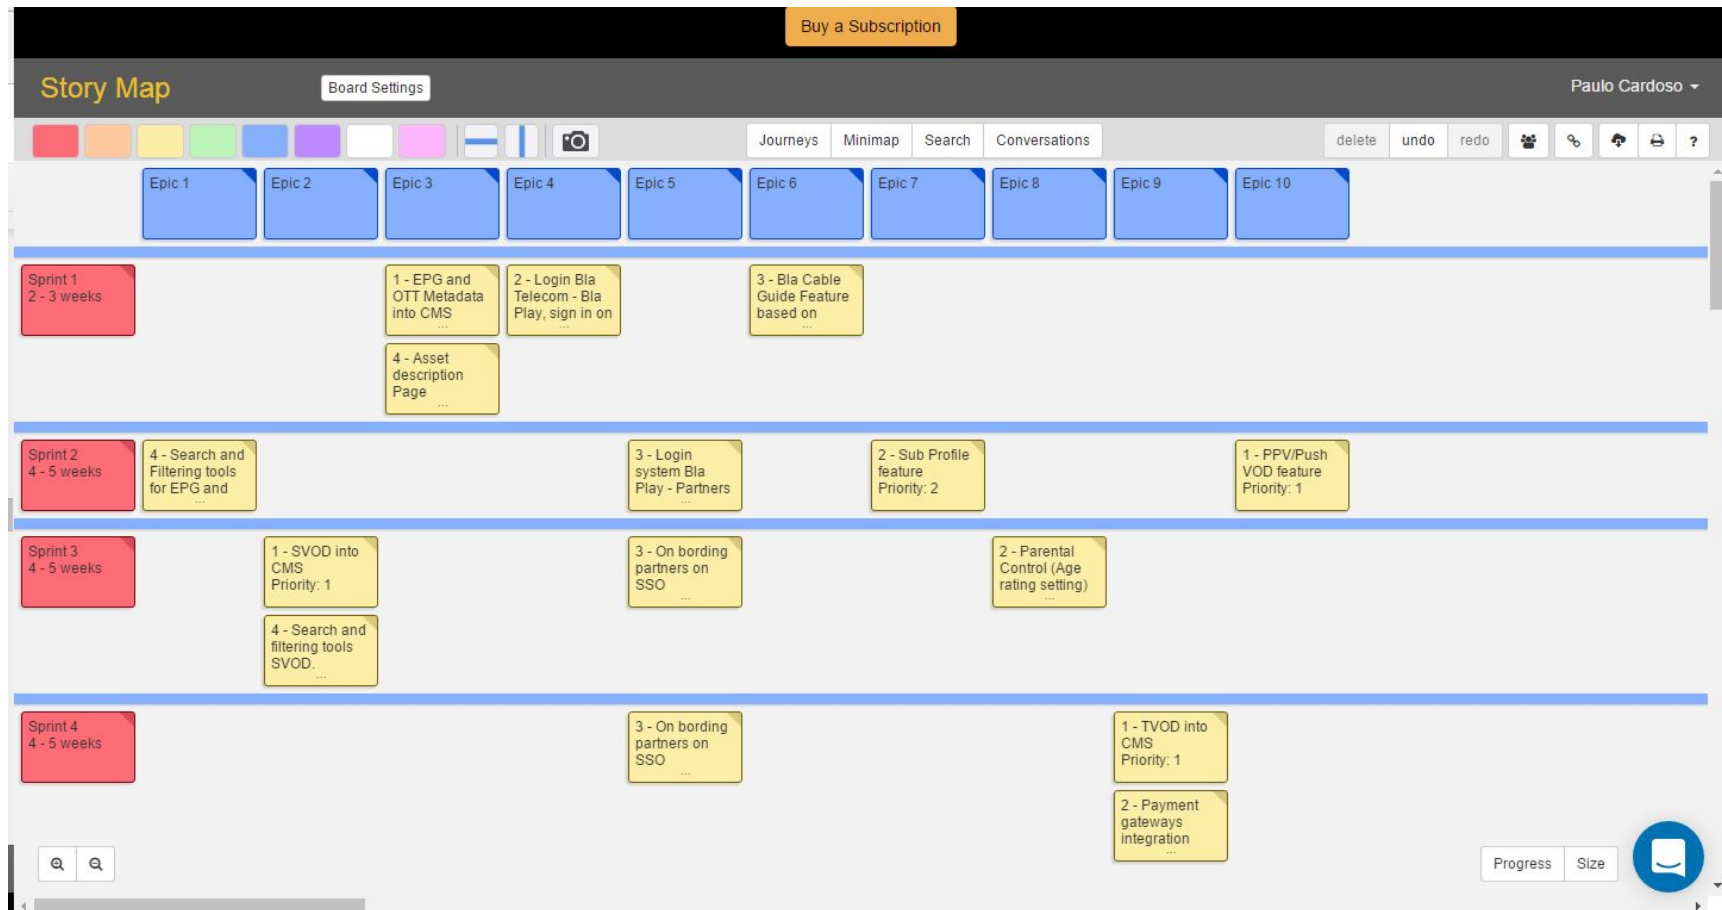 Buy a Subscription
Story Map
Board Settings
Paulo Cardoso
Journeys
Minimap
Search
Conversations
delete
undo
redo
?
Epic 1
Epic 2
Epic 3
Epic 4
Epic 5
Epic 6
Epic 7
Epic 8
Epic 9
Epic 10
Sprint 1
2 - 3 weeks
1 - EPG and
OTT Metadata
into CMS
...
2 - Login Bla
Telecom - Bla
Play, sign in on
...
3 - Bla Cable
Guide Feature
based on
...
4 - Asset
description
Page
...
Sprint 2
4 - 5 weeks
4 - Search and
Filtering tools
for EPG and
...
3 - Login
system Bla
Play - Partners
...
2 - Sub Profile
feature
Priority: 2
1 - PPV/Push
VOD feature
Priority: 1
Sprint 3
4 - 5 weeks
1 - SVOD into
CMS
Priority: 1
3 - On bording
partners on
SSO
...
2 - Parental
Control (Age
rating setting)
...
4 - Search and
filtering tools
SVOD.
...
Sprint 4
4 - 5 weeks
3 - On bording
partners on
SSO
...
1 - TVOD into
CMS
Priority: 1
2 - Payment
gateways
integration
...
Progress
Size